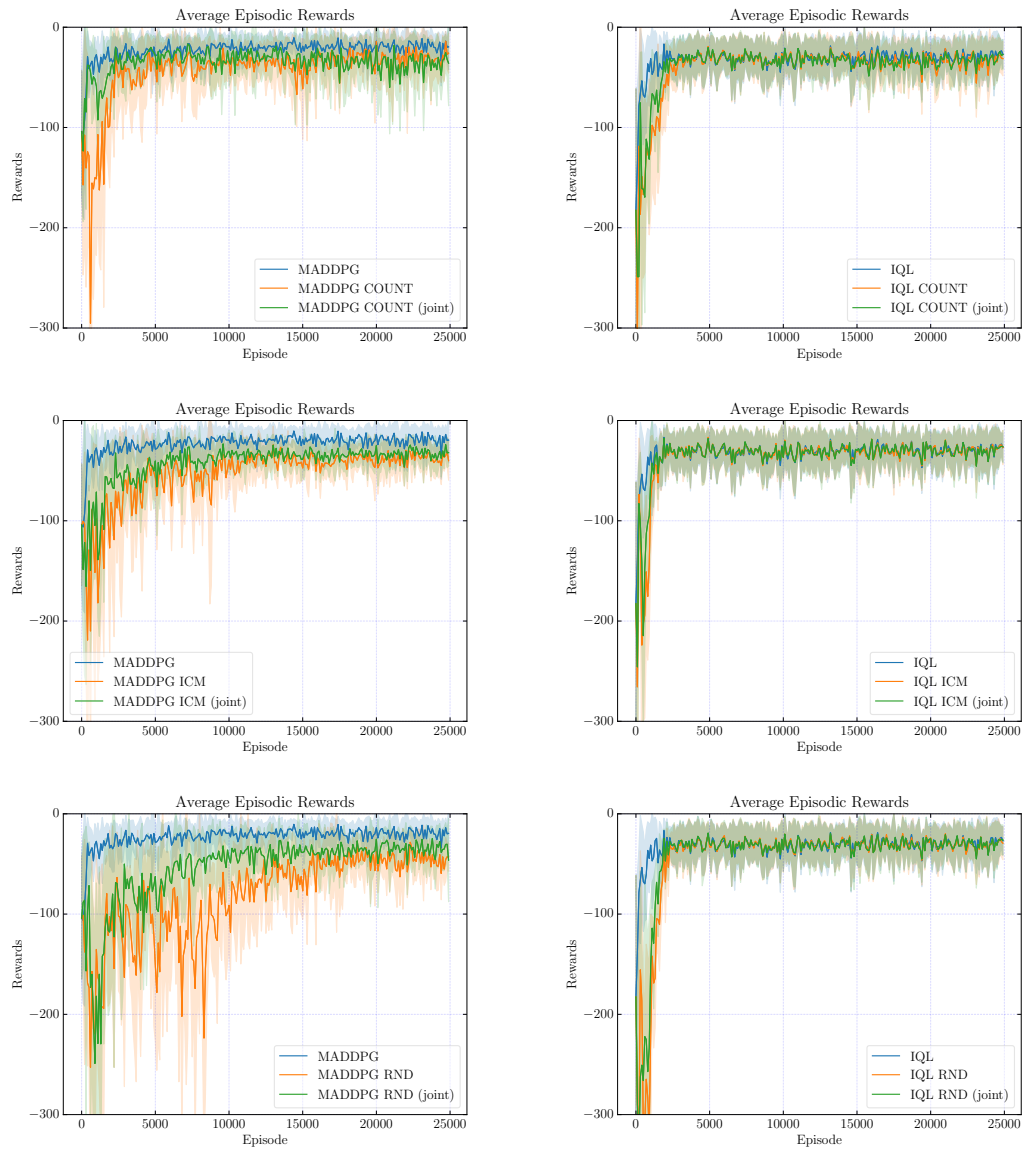 Average Episodic Rewards
0
−100
−200
−300
Rewards
MADDPG
MADDPG COUNT
MADDPG COUNT (joint)
0 5000 10000 15000 20000 25000
Episode
Average Episodic Rewards
0
−100
−200
−300
Rewards
IQL
IQL COUNT
IQL COUNT (joint)
0 5000 10000 15000 20000 25000
Episode
Average Episodic Rewards
0
−100
−200
−300
Rewards
MADDPG
MADDPG ICM
MADDPG ICM (joint)
0 5000 10000 15000 20000 25000
Episode
Average Episodic Rewards
0
−100
−200
−300
Rewards
IQL
IQL ICM
IQL ICM (joint)
0 5000 10000 15000 20000 25000
Episode
Average Episodic Rewards
0
−100
−200
−300
Rewards
MADDPG
MADDPG RND
MADDPG RND (joint)
0 5000 10000 15000 20000 25000
Episode
Average Episodic Rewards
0
−100
−200
−300
Rewards
IQL
IQL RND
IQL RND (joint)
0 5000 10000 15000 20000 25000
Episode